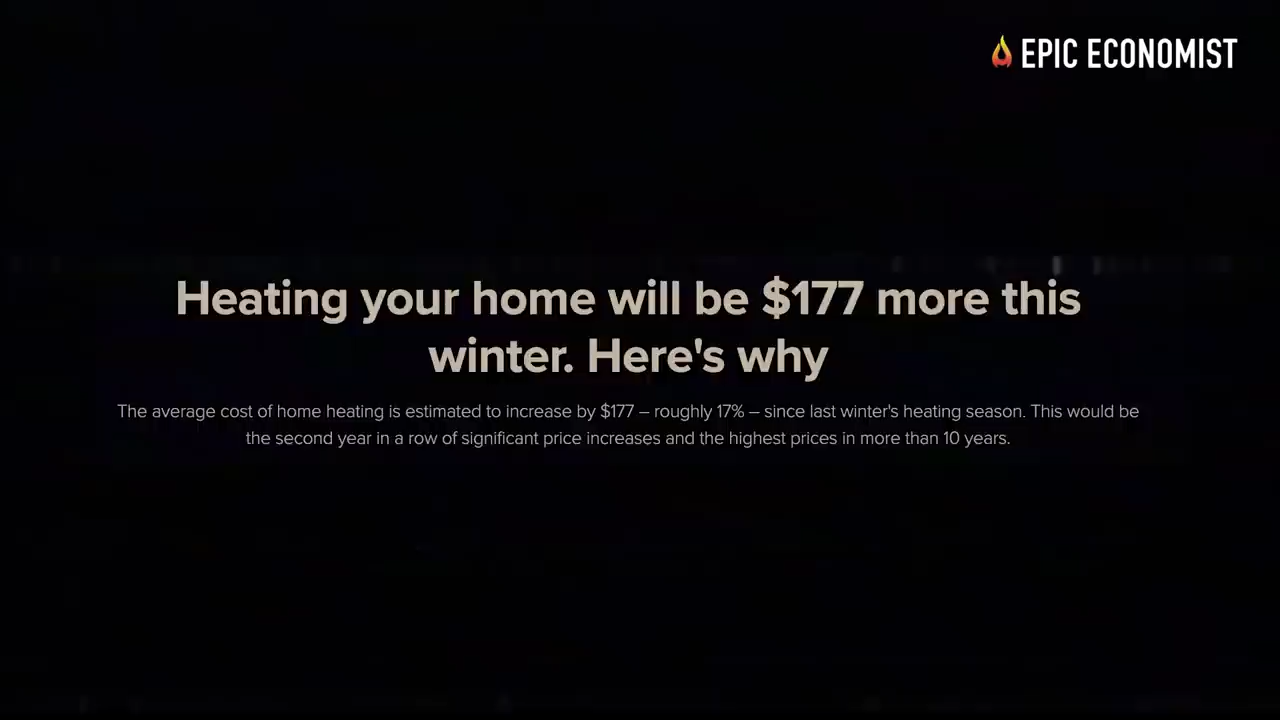 EPIC ECONOMIST
Heating your home will be $177 more this
winter. Here's why
The average cost of home heating is estimated to increase by $177 – roughly 17% – since last winter's heating season. This would be
the second year in a row of significant price increases and the highest prices in more than 10 years.